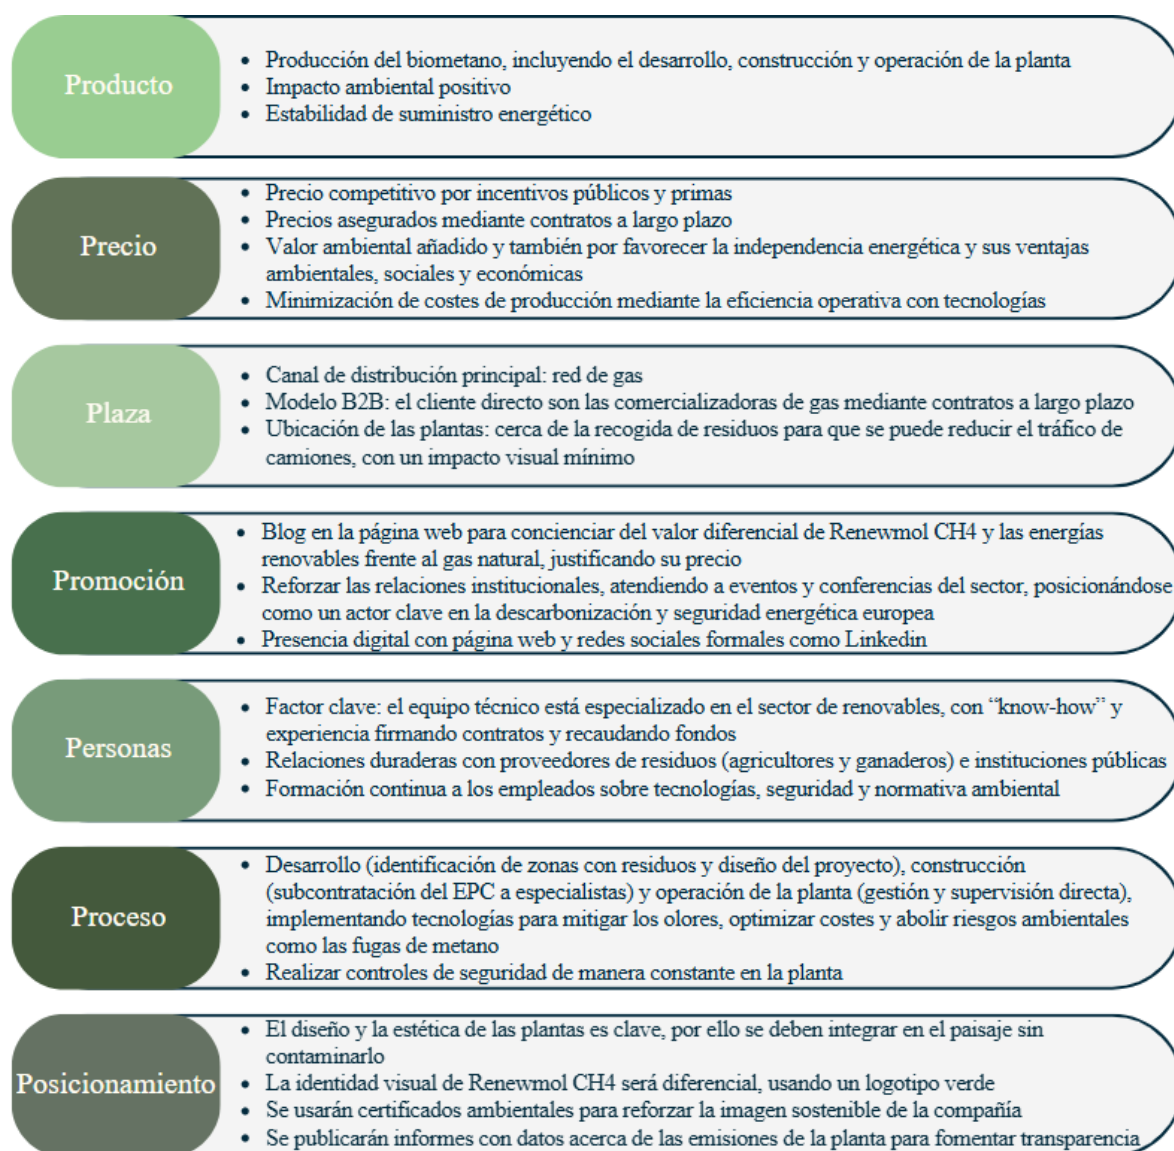 Producto
• Producción del biometano, incluyendo el desarrollo, construcción y operación de la planta
• Impacto ambiental positivo
• Estabilidad de suministro energético
Precio
• Precio competitivo por incentivos públicos y primas
• Precios asegurados mediante contratos a largo plazo
• Valor ambiental añadido y también por favorecer la independencia energética y sus ventajas
ambientales, sociales y económicas
• Minimización de costes de producción mediante la eficiencia operativa con tecnologías
Plaza
• Canal de distribución principal: red de gas
• Modelo B2B: el cliente directo son las comercializadoras de gas mediante contratos a largo plazo
• Ubicación de las plantas: cerca de la recogida de residuos para que se puede reducir el tráfico de
camiones, con un impacto visual mínimo
Promoción
• Blog en la página web para concienciar del valor diferencial de Renewmol CH4 y las energías
renovables frente al gas natural, justificando su precio
• Reforzar las relaciones institucionales, atendiendo a eventos y conferencias del sector, posicionándose
como un actor clave en la descarbonización y seguridad energética europea
• Presencia digital con página web y redes sociales formales como Linkedin
Personas
• Factor clave: el equipo técnico está especializado en el sector de renovables, con “know-how” y
experiencia firmando contratos y recaudando fondos
• Relaciones duraderas con proveedores de residuos (agricultores y ganaderos) e instituciones públicas
• Formación continua a los empleados sobre tecnologías, seguridad y normativa ambiental
Proceso
• Desarrollo (identificación de zonas con residuos y diseño del proyecto), construcción
(subcontratación del EPC a especialistas) y operación de la planta (gestión y supervisión directa),
implementando tecnologías para mitigar los olores, optimizar costes y abolir riesgos ambientales
como las fugas de metano
• Realizar controles de seguridad de manera constante en la planta
Posicionamiento
• El diseño y la estética de las plantas es clave, por ello se deben integrar en el paisaje sin
contaminarlo
• La identidad visual de Renewmol CH4 será diferencial, usando un logotipo verde
• Se usarán certificados ambientales para reforzar la imagen sostenible de la compañía
• Se publicarán informes con datos acerca de las emisiones de la planta para fomentar transparencia